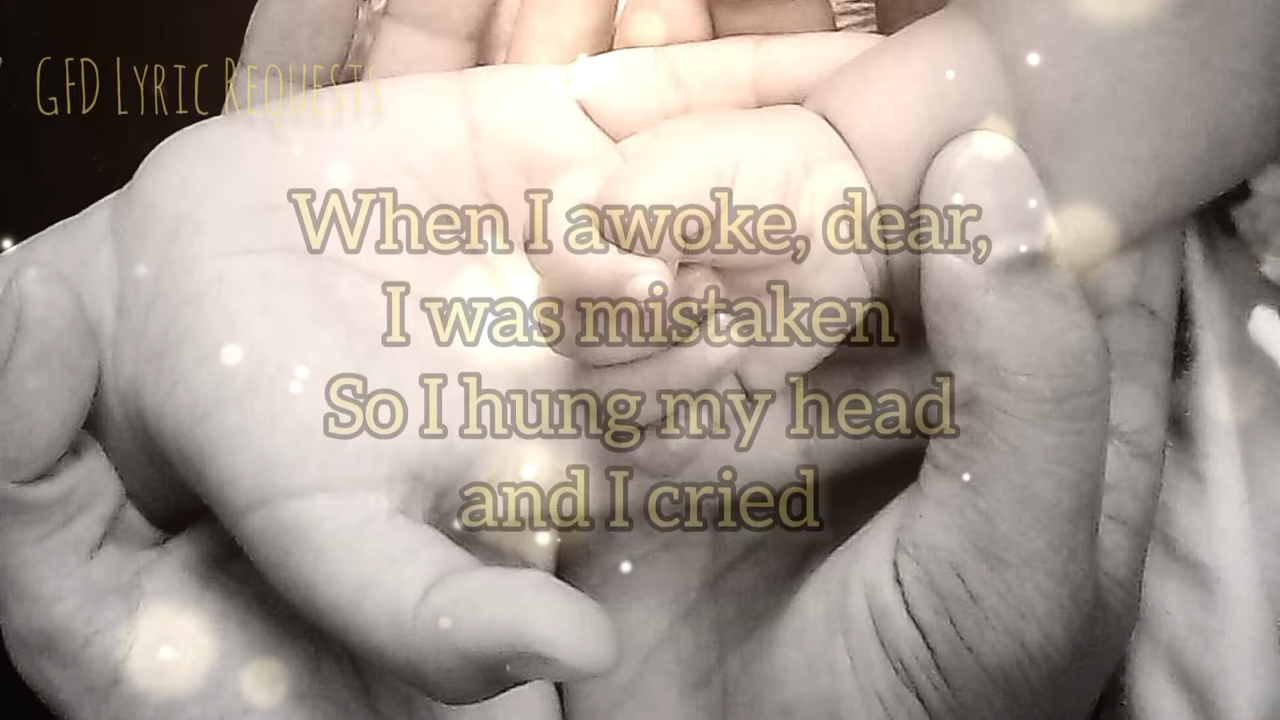 GFD Lyric Requests
When I awoke, dear,
I was mistaken
So I hung my head
and I cried